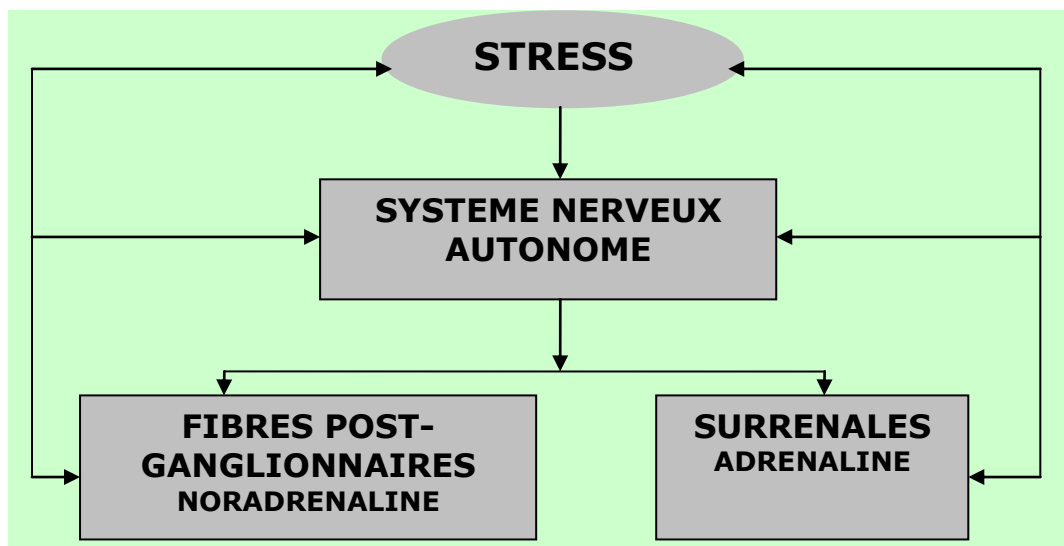 STRESS
SYSTEME NERVEUX
AUTONOME
FIBRES POST-
GANGLIONNAIRES
NORADRENALINE
SURRENALES
ADRENALINE